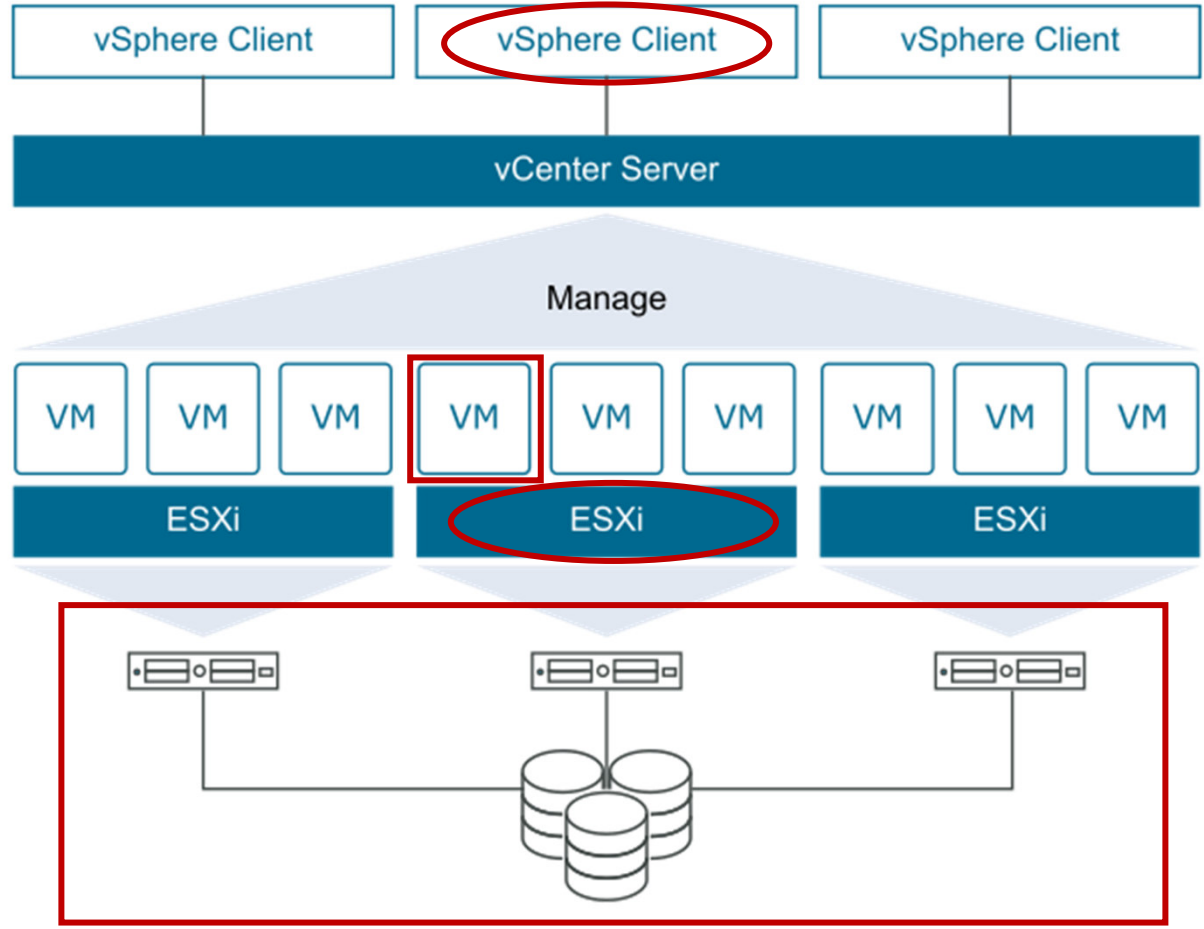 vSphere Client
vSphere Client
vSphere Client
vCenter Server
Manage
VM
VM
VM
VM
VM
VM
VM
VM
VM
ESXi
ESXi
ESXi